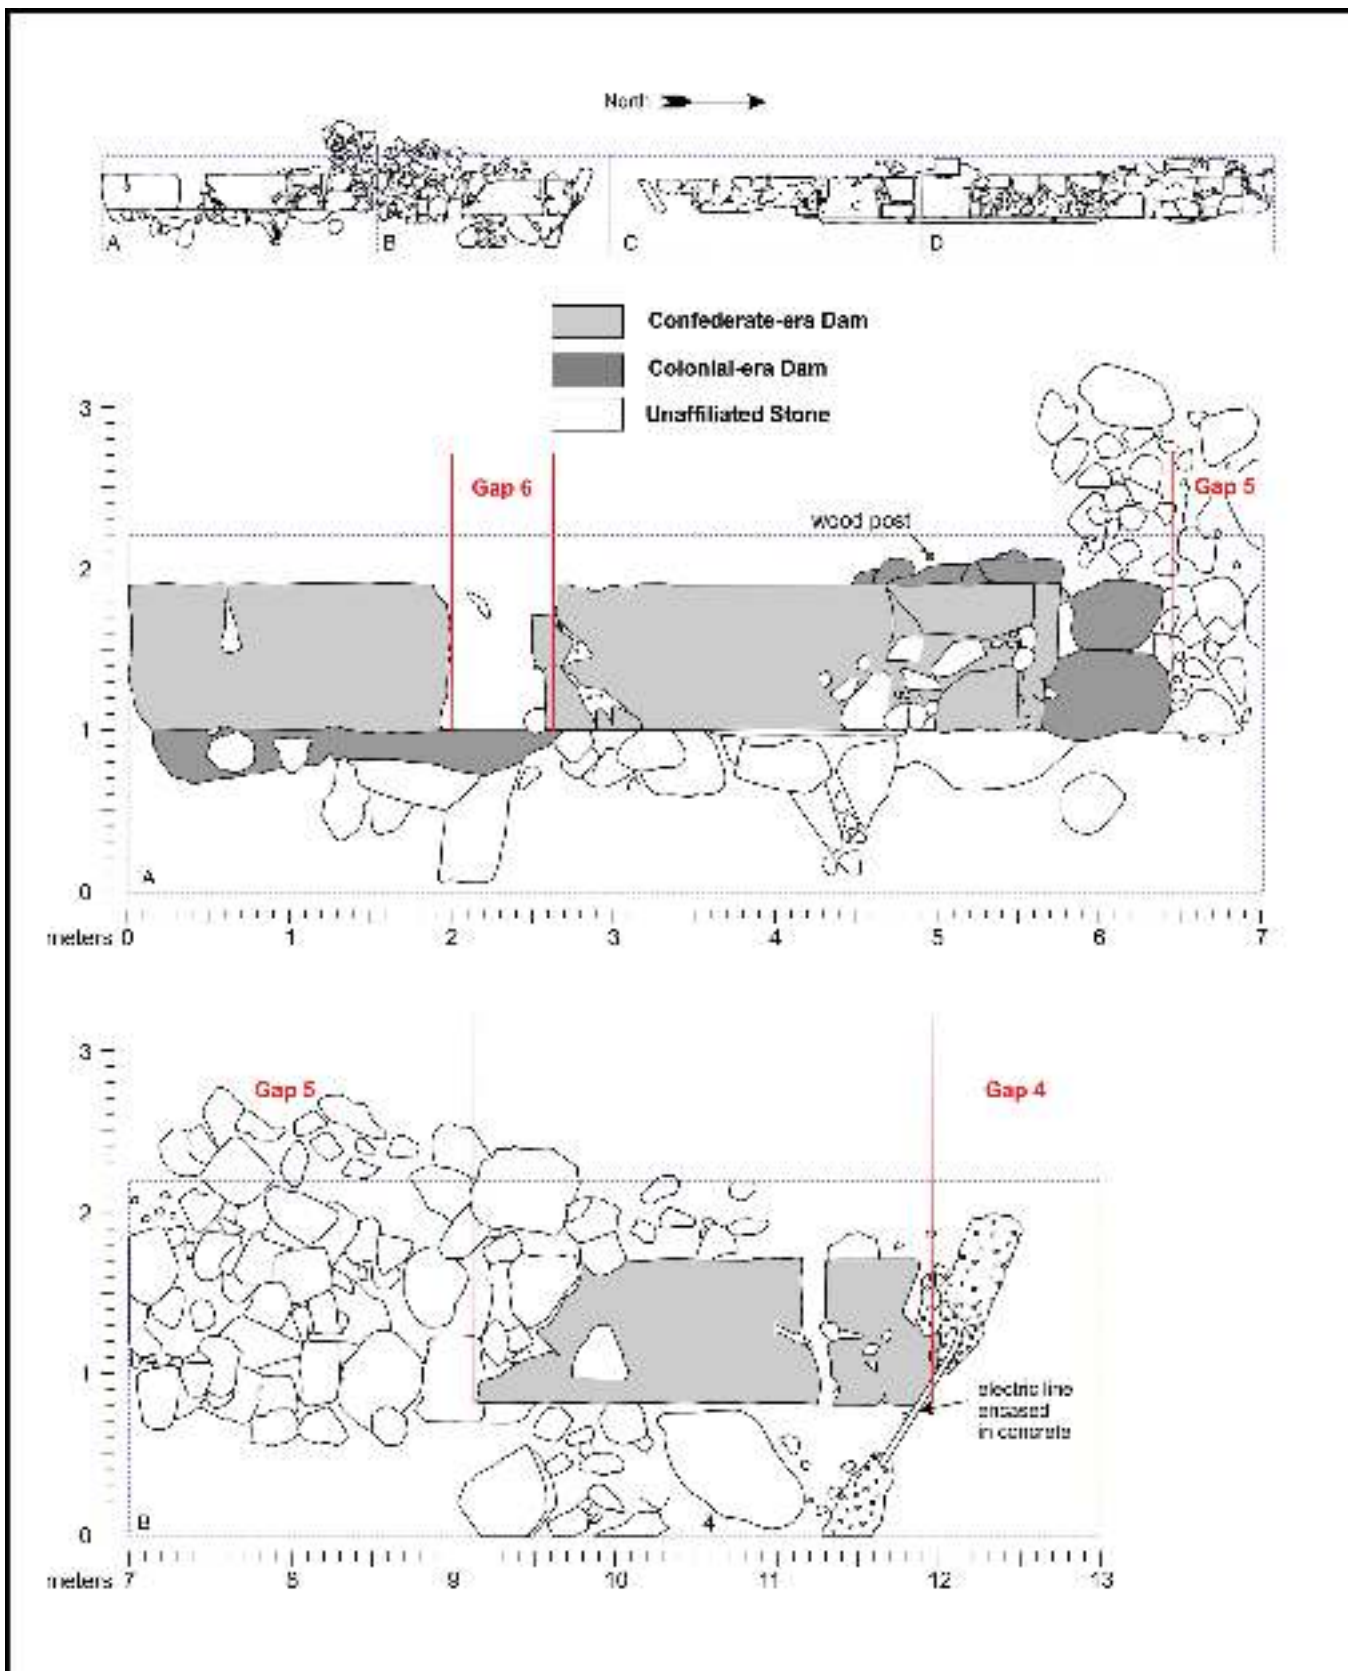 North
A B C D
Confederate-era Dam
Colonial-era Dam
Unaffiliated Stone
3
Gap 6
Gap 5
wood post
2
1
A
0
meters 0 1 2 3 4 5 6 7
3
Gap 5
Gap 4
2
1
electric line
encased
in concrete
B
4
0
meters 7 8 9 10 11 12 13